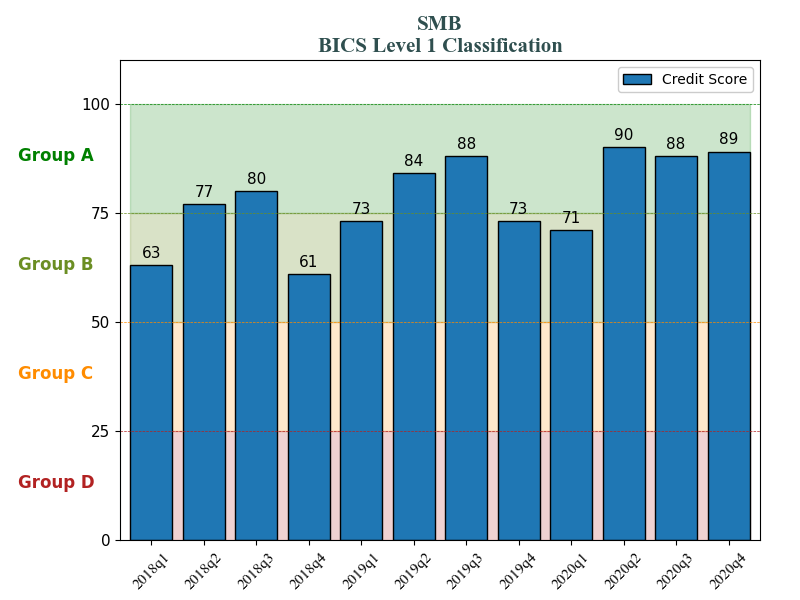 SMB
BICS Level 1 Classification
Credit Score
100
75
50
25
0
Group A
Group B
Group C
Group D
63
77
80
61
73
84
88
73
71
90
88
89
2018q1
2018q2
2018q3
2018q4
2019q1
2019q2
2019q3
2019q4
2020q1
2020q2
2020q3
2020q4